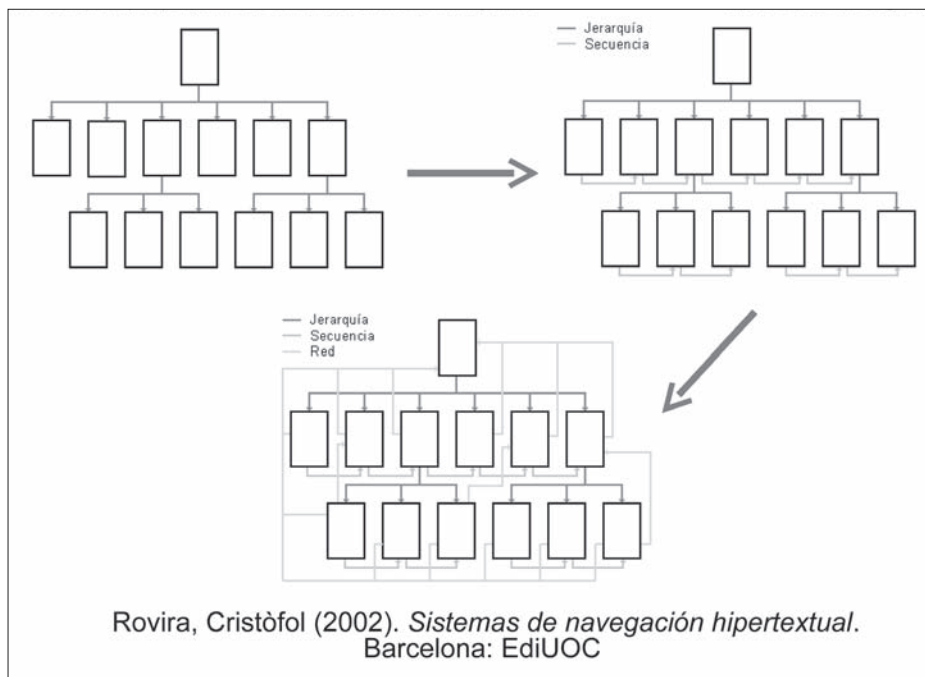 Jerarquía
Secuencia
Jerarquía
Secuencia
Red
Rovira, Cristòfol (2002). Sistemas de navegación hipertextual.
Barcelona: EdiUOC